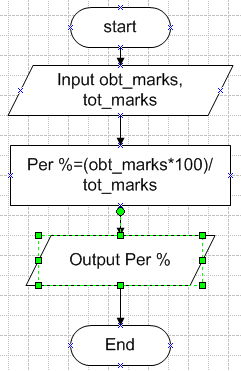 start
Input obt_marks,
tot_marks
Per %=(obt_marks*100)/
tot_marks
Output Per %
End